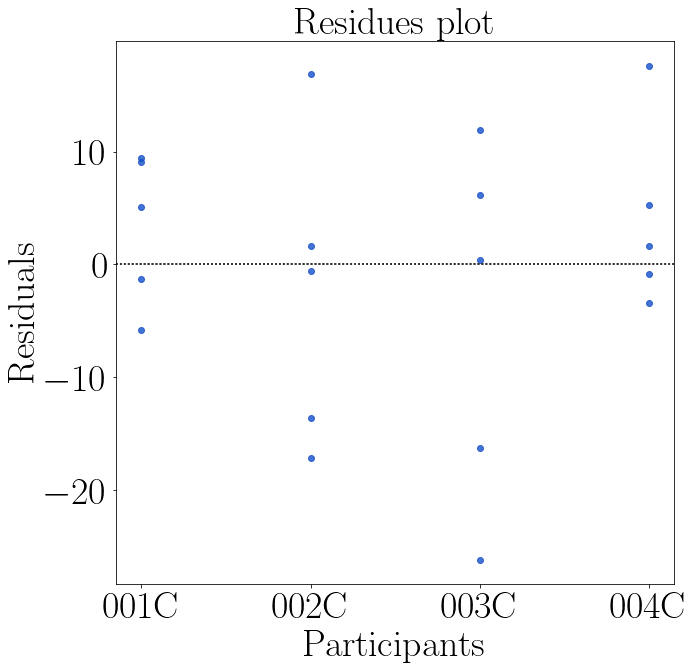 Residues plot
10
0
−10
−20
Residuals
001C 002C 003C 004C
Participants